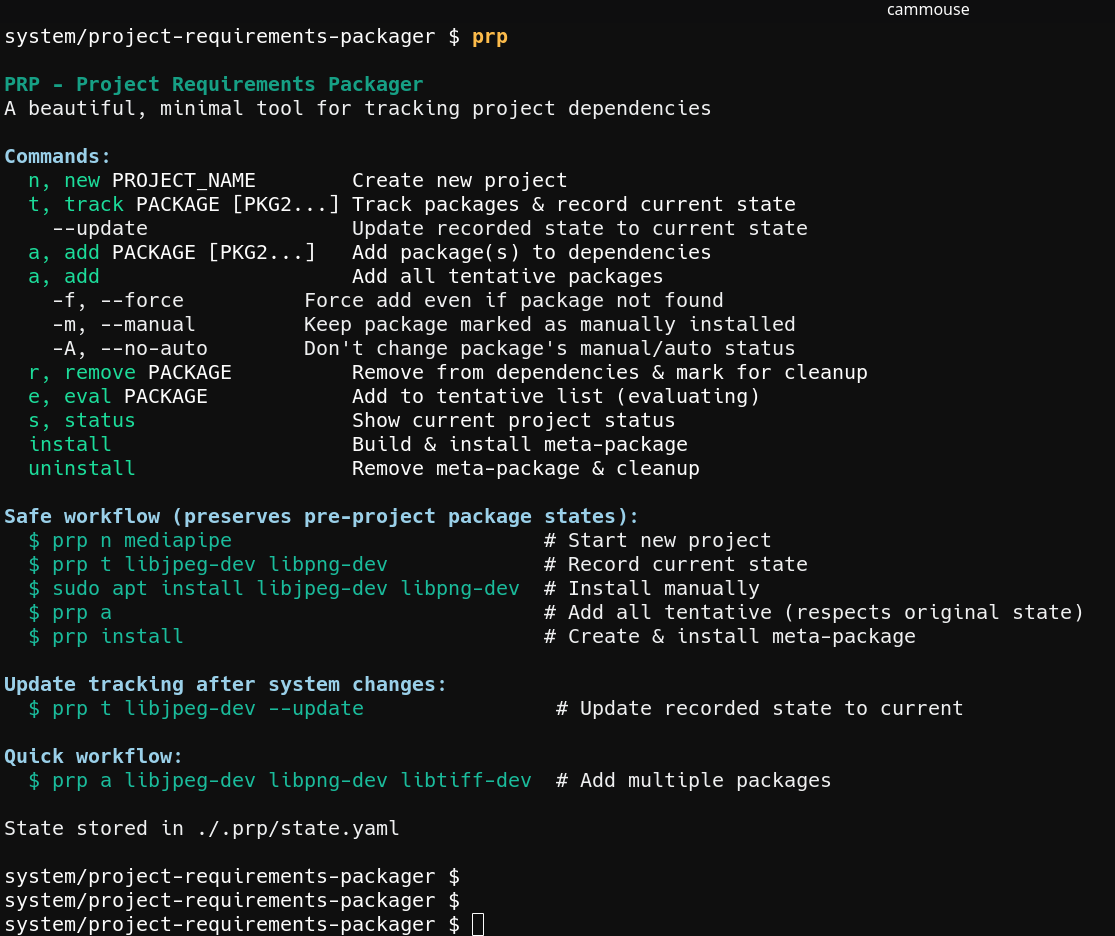 cammouse
system/project-requirements-packager $ prp
PRP - Project Requirements Packager
A beautiful, minimal tool for tracking project dependencies
Commands:
n, new PROJECT_NAME Create new project
t, track PACKAGE [PKG2...] Track packages & record current state
--update Update recorded state to current state
a, add PACKAGE [PKG2...] Add package(s) to dependencies
a, add Add all tentative packages
-f, --force Force add even if package not found
-m, --manual Keep package marked as manually installed
-A, --no-auto Don't change package's manual/auto status
r, remove PACKAGE Remove from dependencies & mark for cleanup
e, eval PACKAGE Add to tentative list (evaluating)
s, status Show current project status
install Build & install meta-package
uninstall Remove meta-package & cleanup
Safe workflow (preserves pre-project package states):
$ prp n mediapipe # Start new project
$ prp t libjpeg-dev libpng-dev # Record current state
$ sudo apt install libjpeg-dev libpng-dev # Install manually
$ prp a # Add all tentative (respects original state)
$ prp install # Create & install meta-package
Update tracking after system changes:
$ prp t libjpeg-dev --update # Update recorded state to current
Quick workflow:
$ prp a libjpeg-dev libpng-dev libtiff-dev # Add multiple packages
State stored in ./.prp/state.yaml
system/project-requirements-packager $
system/project-requirements-packager $
system/project-requirements-packager $